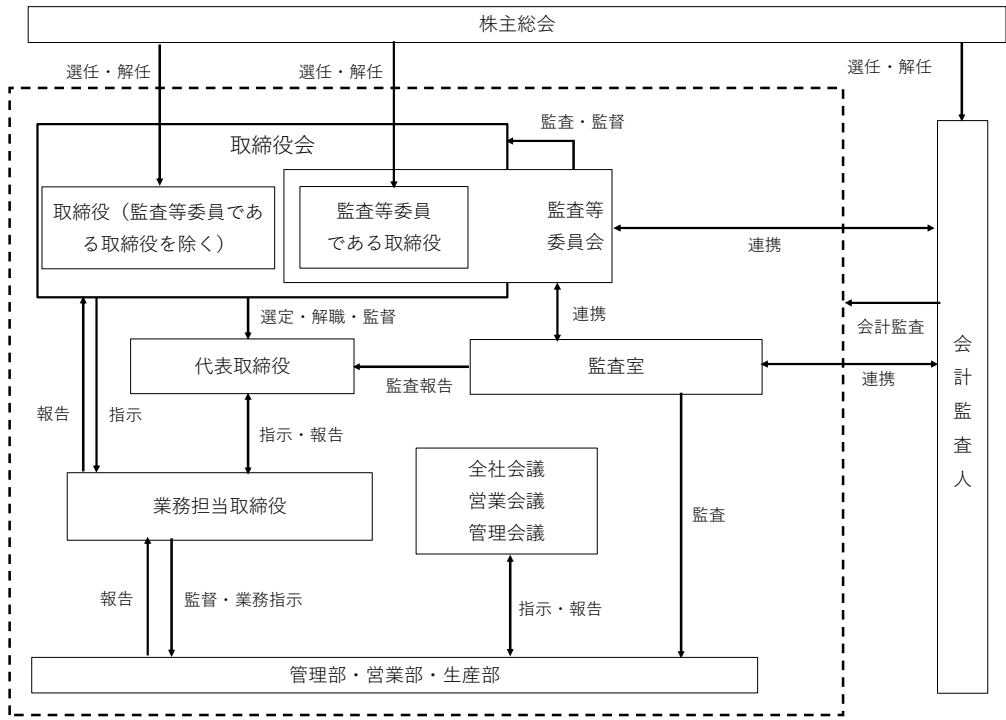 株主総会
選任・解任
選任・解任
選任・解任
監査・監督
取締役会
取締役（監査等委員であ
る取締役を除く）
監査等委員
である取締役
監査等
委員会
連携
選定・解職・監督
連携
会計監査
代表取締役
監査報告
監査室
連携
会計監査人
報告
指示
指示・報告
全社会議
営業会議
管理会議
業務担当取締役
監査
報告
監督・業務指示
指示・報告
管理部・営業部・生産部